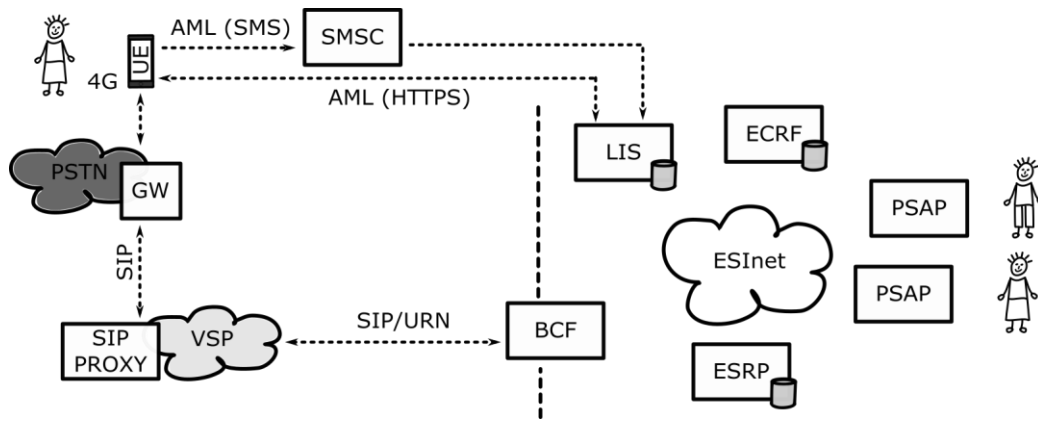 AML (SMS)
SMSC
UE
4G
AML (HTTPS)
LIS
ECRF
PSTN
GW
PSAP
ESInet
SIP
PSAP
SIP
PROXY
VSP
SIP/URN
BCF
ESRP